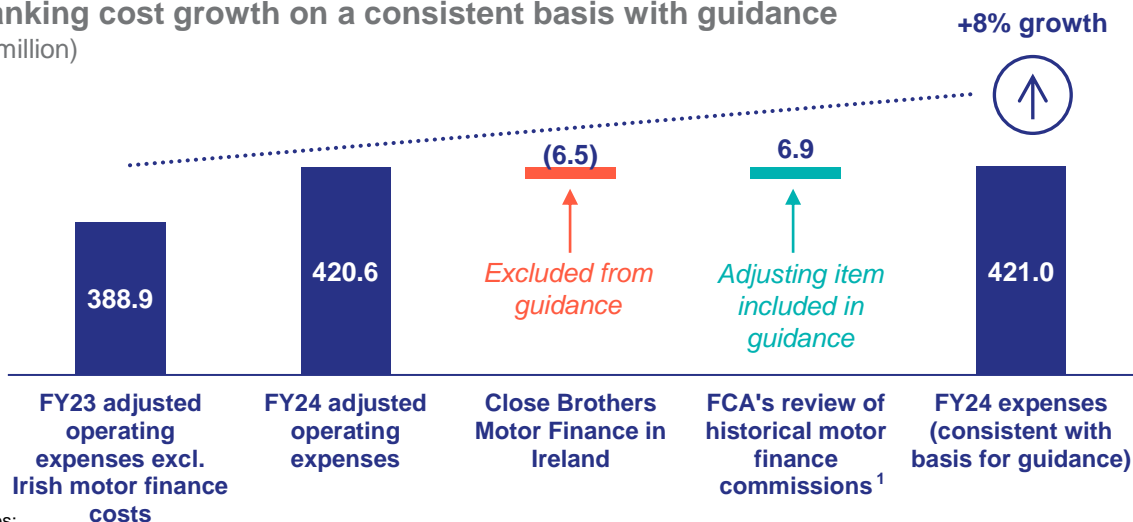 anking cost growth on a consistent basis with guidance
million)
+8% growth
(6.5)
6.9
388.9
420.6
Excluded from
guidance
Adjusting item
included in
guidance
421.0
FY23 adjusted
operating
expenses excl.
Irish motor finance
costs
FY24 adjusted
operating
expenses
Close Brothers
Motor Finance in
Ireland
FCA's review of
historical motor
finance
commissions 1
FY24 expenses
(consistent with
basis for guidance)